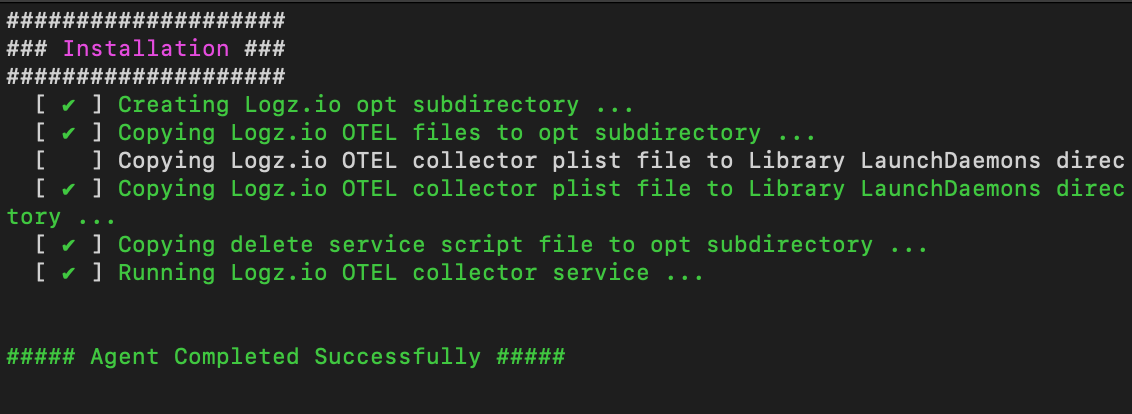 ####################
### Installation ###
####################
[ ✔ ] Creating Logz.io opt subdirectory ...
[ ✔ ] Copying Logz.io OTEL files to opt subdirectory ...
[   ] Copying Logz.io OTEL collector plist file to Library LaunchDaemons direc
[ ✔ ] Copying Logz.io OTEL collector plist file to Library LaunchDaemons direc
tory ...
[ ✔ ] Copying delete service script file to opt subdirectory ...
[ ✔ ] Running Logz.io OTEL collector service ...
##### Agent Completed Successfully #####